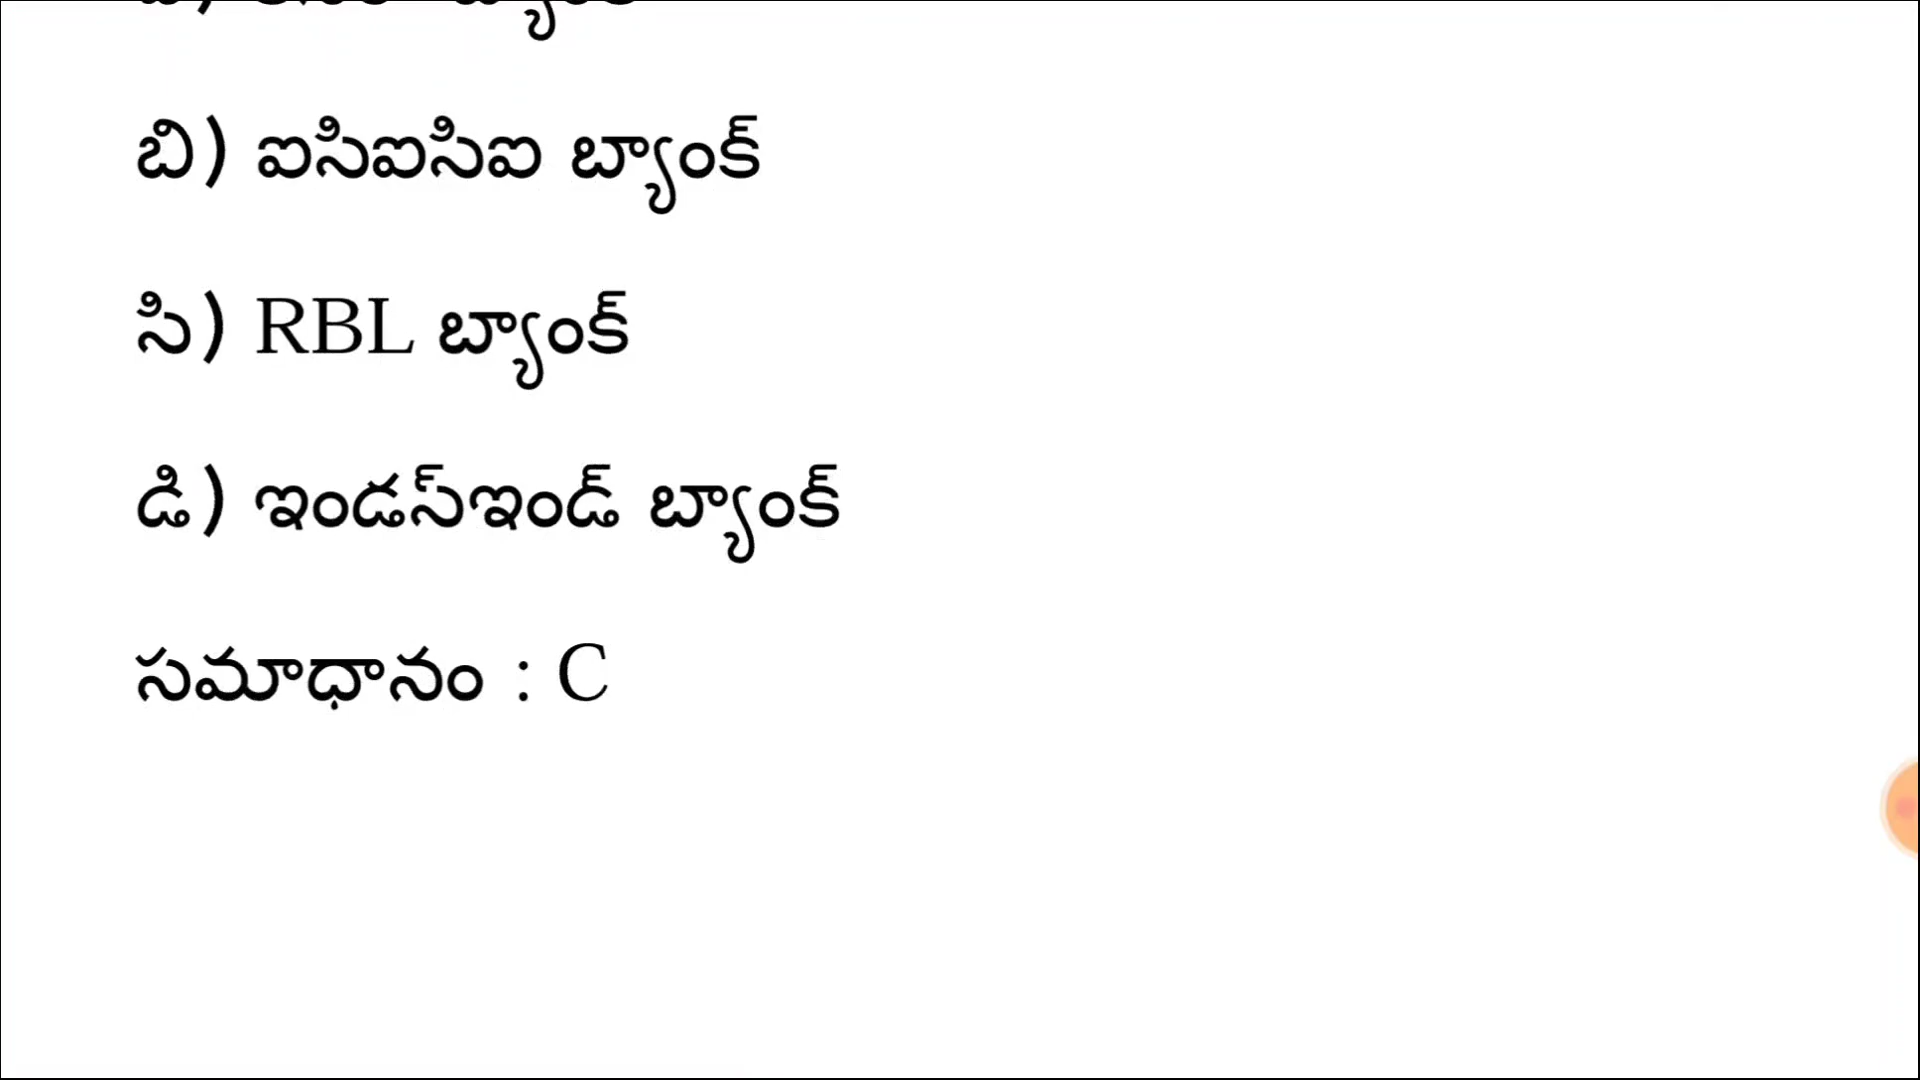 బి) ఐసిఐసిఐ బ్యాంక్
సి) RBL బ్యాంక్
డి) ఇండస్‌ఇండ్ బ్యాంక్
సమాధానం : C